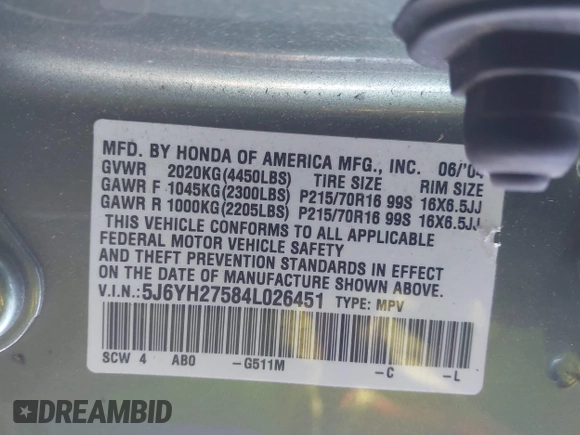 MFD. BY HONDA OF AMERICA MFG., INC. 06/'04
GVWR 2020KG(4450LBS) TIRE SIZE RIM SIZE
GAWR F 1045KG(2300LBS) P215/70R16 99S 16X6.5JJ
GAWR R 1000KG(2205LBS) P215/70R16 99S 16X6.5JJ
THIS VEHICLE CONFORMS TO ALL APPLICABLE
FEDERAL MOTOR VEHICLE SAFETY
AND THEFT PREVENTION STANDARDS IN EFFECT
ON THE DATE OF MANUFACTURE SHOWN ABOVE.
V.I.N.:5J6YH27584L026451 TYPE: MPV
SCW 4 AB0 -G511M -C -L
DREAMBID